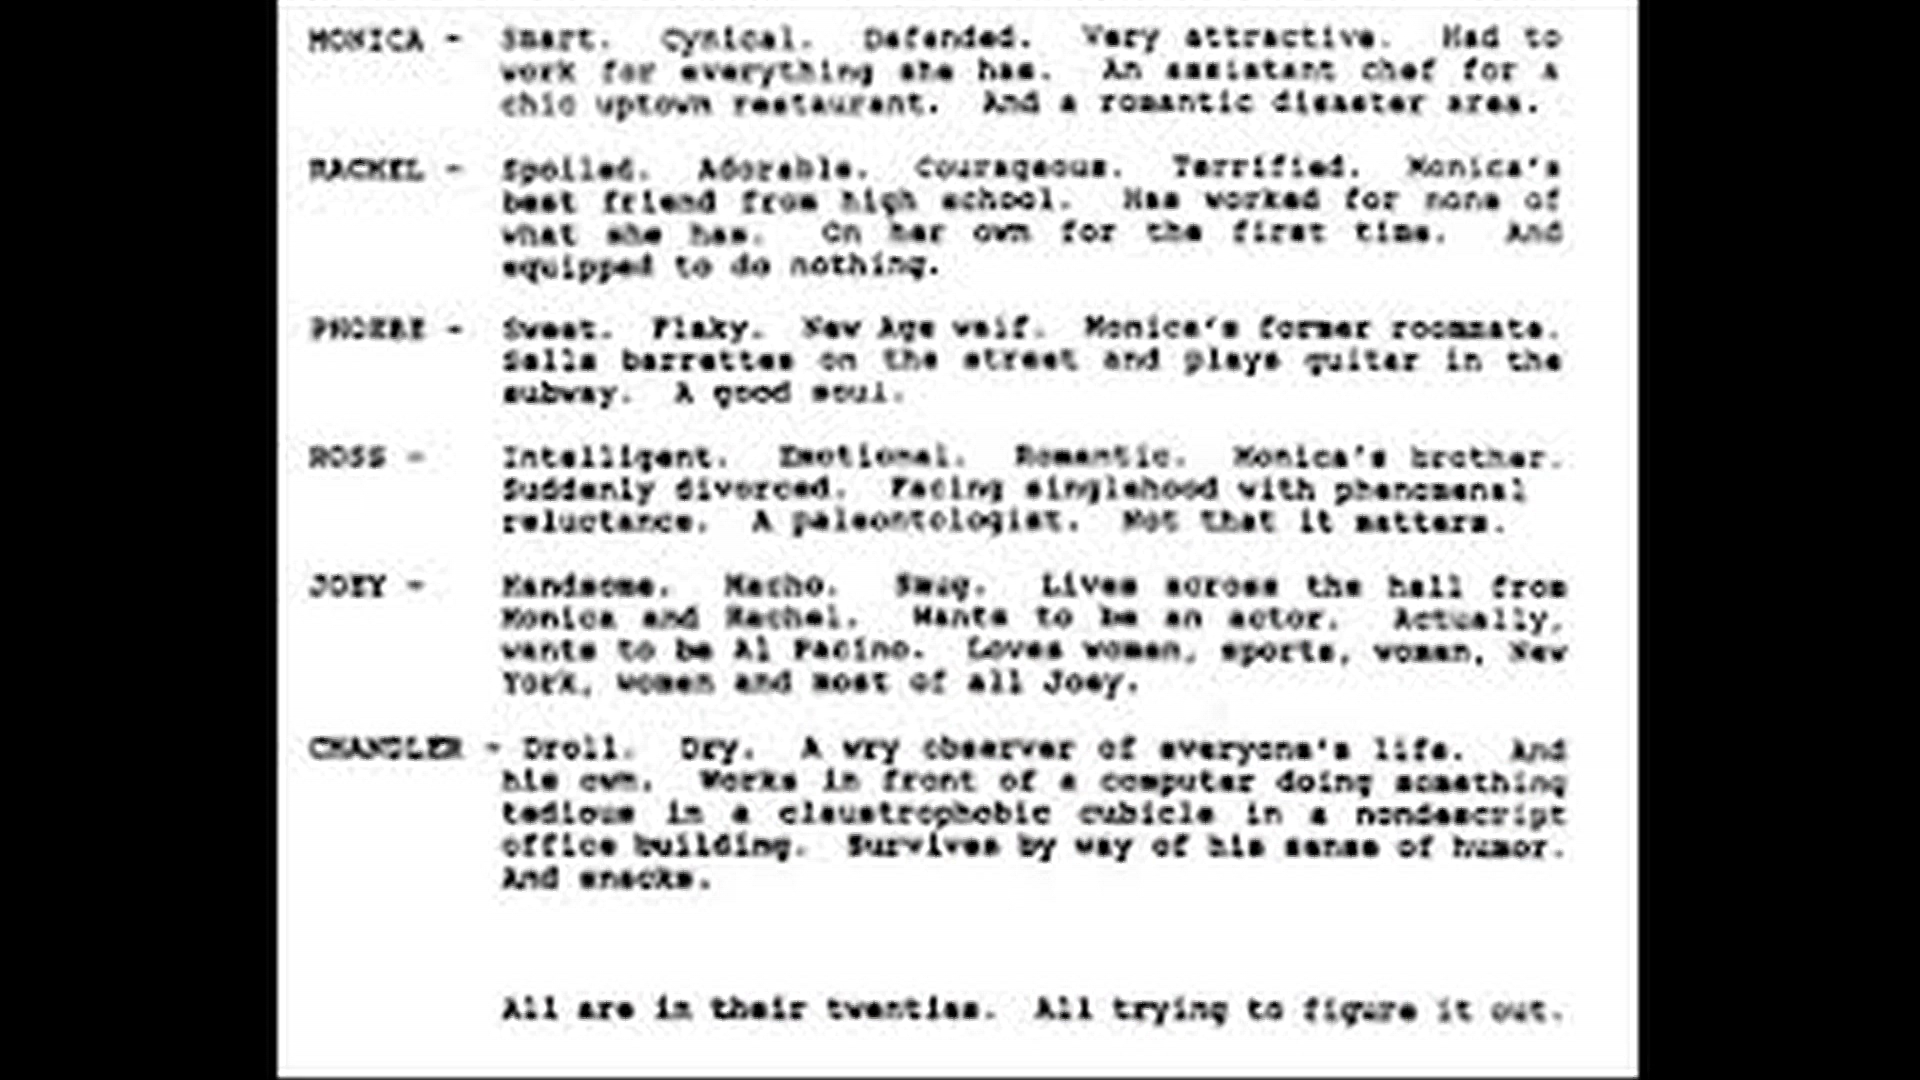 MONICA - Smart. Cynical. Defended. Very attractive. Had to
work for everything she has. An assistant chef for a
chic uptown restaurant. And a romantic disaster area.
RACHEL - Spoiled. Adorable. Courageous. Terrified. Monica's
best friend from high school. Has worked for none of
what she has. On her own for the first time. And
equipped to do nothing.
PHOEBE - Sweet. Flaky. New Age waif. Monica's former roommate.
Sells barrettes on the street and plays guitar in the
subway. A good soul.
ROSS - Intelligent. Emotional. Romantic. Monica's brother.
Suddenly divorced. Facing singlehood with phenomenal
reluctance. A paleontologist. Not that it matters.
JOEY - Handsome. Macho. Smug. Lives across the hall from
Monica and Rachel. Wants to be an actor. Actually,
wants to be Al Pacino. Loves women, sports, women, New
York, women and most of all Joey.
CHANDLER - Droll. Dry. A wry observer of everyone's life. And
his own. Works in front of a computer doing something
tedious in a claustrophobic cubicle in a nondescript
office building. Survives by way of his sense of humor.
And snacks.
All are in their twenties. All trying to figure it out.